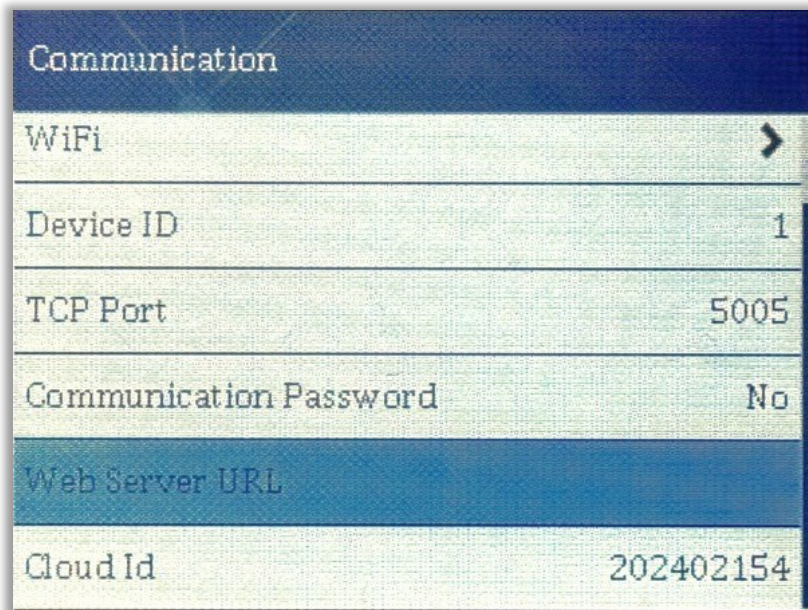 Communication
WiFi
Device ID 1
TCP Port 5005
Communication Password No
Web Server URL
Cloud Id 202402154